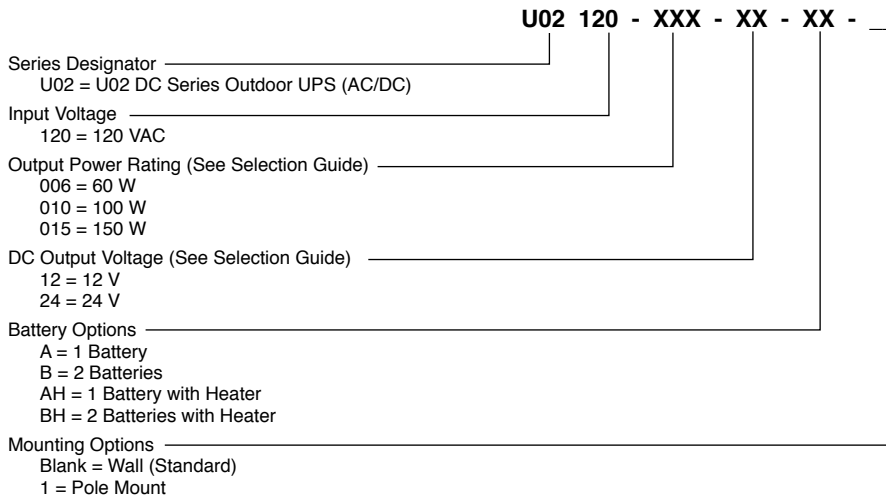 U02 120 - XXX - XX - XX - _
Series Designator
U02 = U02 DC Series Outdoor UPS (AC/DC)
Input Voltage
120 = 120 VAC
Output Power Rating (See Selection Guide)
006 = 60 W
010 = 100 W
015 = 150 W
DC Output Voltage (See Selection Guide)
12 = 12 V
24 = 24 V
Battery Options
A = 1 Battery
B = 2 Batteries
AH = 1 Battery with Heater
BH = 2 Batteries with Heater
Mounting Options
Blank = Wall (Standard)
1 = Pole Mount